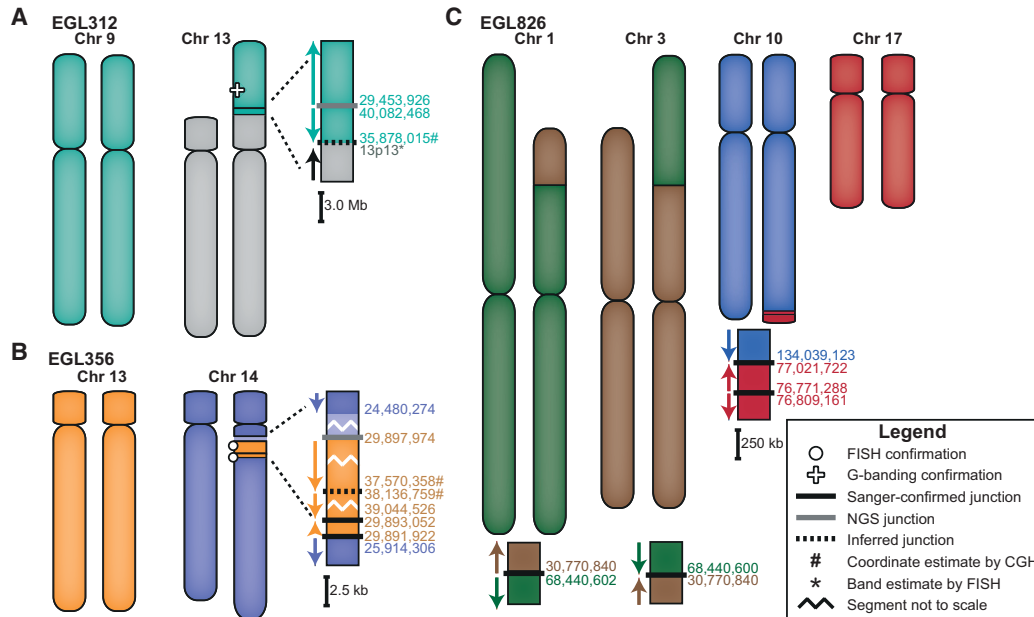 A
EGL312
Chr 9
Chr 13
29,453,926
40,082,468
35,878,015#
13p13*
3.0 Mb
B
EGL356
Chr 13
Chr 14
24,480,274
29,897,974
37,570,358#
38,136,759#
39,044,526
29,893,052
29,891,922
25,914,306
2.5 kb
C
EGL826
Chr 1
Chr 3
Chr 10
Chr 17
134,039,123
77,021,722
76,771,288
76,809,161
250 kb
30,770,840
68,440,602
68,440,600
30,770,840
Legend
FISH confirmation
G-banding confirmation
Sanger-confirmed junction
NGS junction
Inferred junction
# Coordinate estimate by CGH
* Band estimate by FISH
Segment not to scale